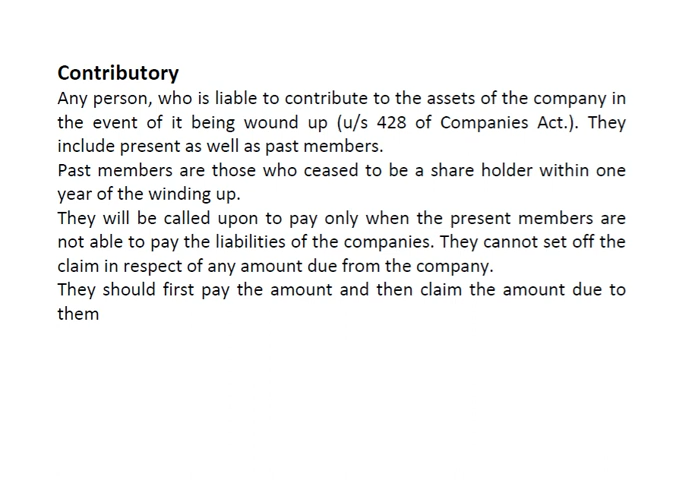 Contributory
Any person, who is liable to contribute to the assets of the company in
the event of it being wound up (u/s 428 of Companies Act.). They
include present as well as past members.
Past members are those who ceased to be a share holder within one
year of the winding up.
They will be called upon to pay only when the present members are
not able to pay the liabilities of the companies. They cannot set off the
claim in respect of any amount due from the company.
They should first pay the amount and then claim the amount due to
them